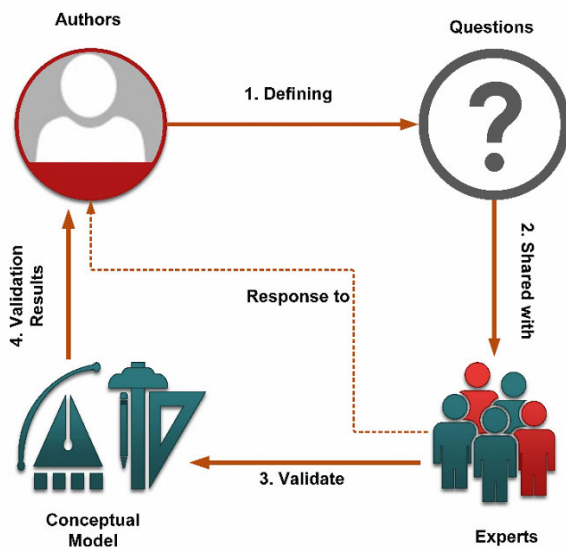 Authors
Questions
1. Defining
?
2. Shared with
4. Validation
Results
Response to
3. Validate
Conceptual
Model
Experts